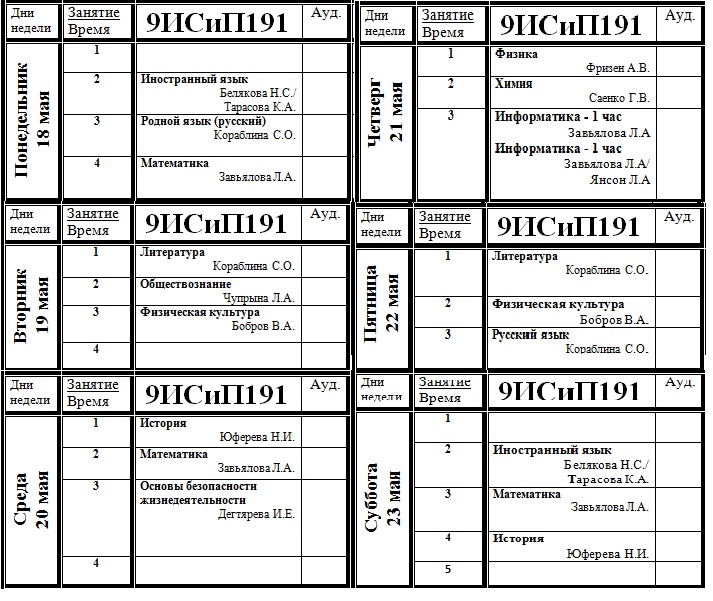 Дни
недели
Занятие
Время
9ИСиП191
Ауд.
Понедельник
18 мая
1
2
Иностранный язык
Белякова Н.С./
Тарасова К.А.
3
Родной язык (русский)
Кораблина С.О.
4
Математика
Завьялова Л.А.
Дни
недели
Занятие
Время
9ИСиП191
Ауд.
Вторник
19 мая
1
Литература
Кораблина С.О.
2
Обществознание
Чупрына Л.А.
3
Физическая культура
Бобров В.А.
4
Дни
недели
Занятие
Время
9ИСиП191
Ауд.
Среда
20 мая
1
История
Юферева Н.И.
2
Математика
Завьялова Л.А.
3
Основы безопасности
жизнедеятельности
Дегтярева И.Е.
4
Дни
недели
Занятие
Время
9ИСиП191
Ауд.
Четверг
21 мая
1
Физика
Фризен А.В.
2
Химия
Саенко Г.В.
3
Информатика - 1 час
Завьялова Л.А
Информатика - 1 час
Завьялова Л.А/
Янсон Л.А
Дни
недели
Занятие
Время
9ИСиП191
Ауд.
Пятница
22 мая
1
Литература
Кораблина С.О.
2
Физическая культура
Бобров В.А.
3
Русский язык
Кораблина С.О.
Дни
недели
Занятие
Время
9ИСиП191
Ауд.
Суббота
23 мая
1
2
Иностранный язык
Белякова Н.С./
Тарасова К.А.
3
Математика
Завьялова Л.А.
4
История
Юферева Н.И.
5